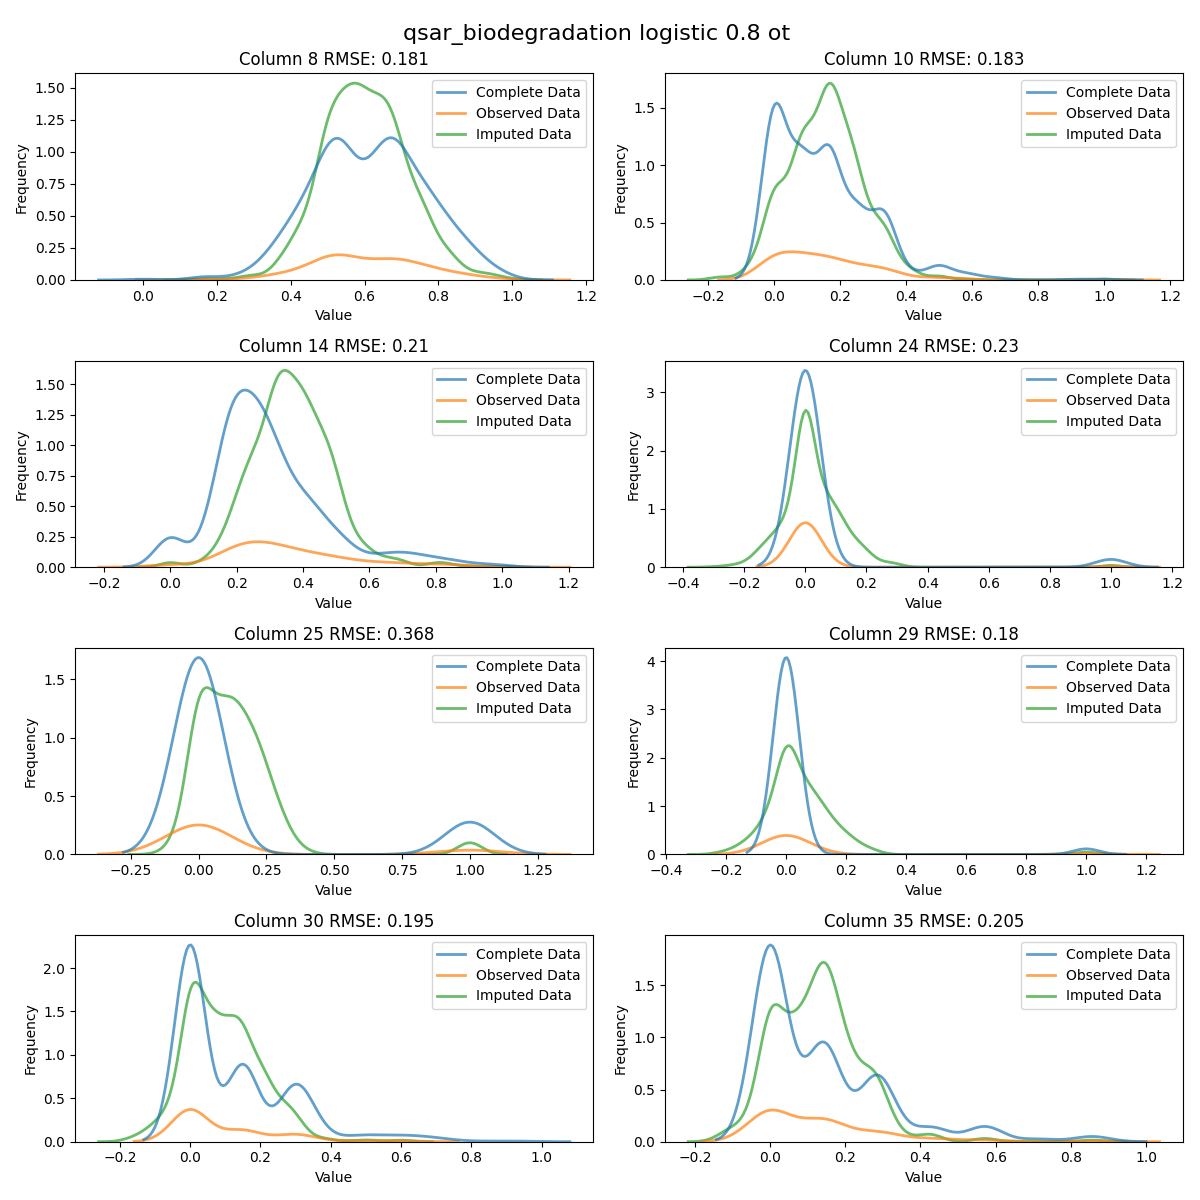 qsar_biodegradation logistic 0.8 ot
Column 8 RMSE: 0.181
Frequency
1.50
1.25
1.00
0.75
0.50
0.25
0.00
0.0 0.2 0.4 0.6 0.8 1.0 1.2
Value
Complete Data
Observed Data
Imputed Data
Column 10 RMSE: 0.183
Frequency
1.5
1.0
0.5
0.0
−0.2 0.0 0.2 0.4 0.6 0.8 1.0 1.2
Value
Complete Data
Observed Data
Imputed Data
Column 14 RMSE: 0.21
Frequency
1.50
1.25
1.00
0.75
0.50
0.25
0.00
−0.2 0.0 0.2 0.4 0.6 0.8 1.0 1.2
Value
Complete Data
Observed Data
Imputed Data
Column 24 RMSE: 0.23
Frequency
3
2
1
0
−0.4 −0.2 0.0 0.2 0.4 0.6 0.8 1.0 1.2
Value
Complete Data
Observed Data
Imputed Data
Column 25 RMSE: 0.368
Frequency
1.5
1.0
0.5
0.0
−0.25 0.00 0.25 0.50 0.75 1.00 1.25
Value
Complete Data
Observed Data
Imputed Data
Column 29 RMSE: 0.18
Frequency
4
3
2
1
0
−0.4 −0.2 0.0 0.2 0.4 0.6 0.8 1.0 1.2
Value
Complete Data
Observed Data
Imputed Data
Column 30 RMSE: 0.195
Frequency
2.0
1.5
1.0
0.5
0.0
−0.2 0.0 0.2 0.4 0.6 0.8 1.0
Value
Complete Data
Observed Data
Imputed Data
Column 35 RMSE: 0.205
Frequency
1.5
1.0
0.5
0.0
−0.2 0.0 0.2 0.4 0.6 0.8 1.0
Value
Complete Data
Observed Data
Imputed Data